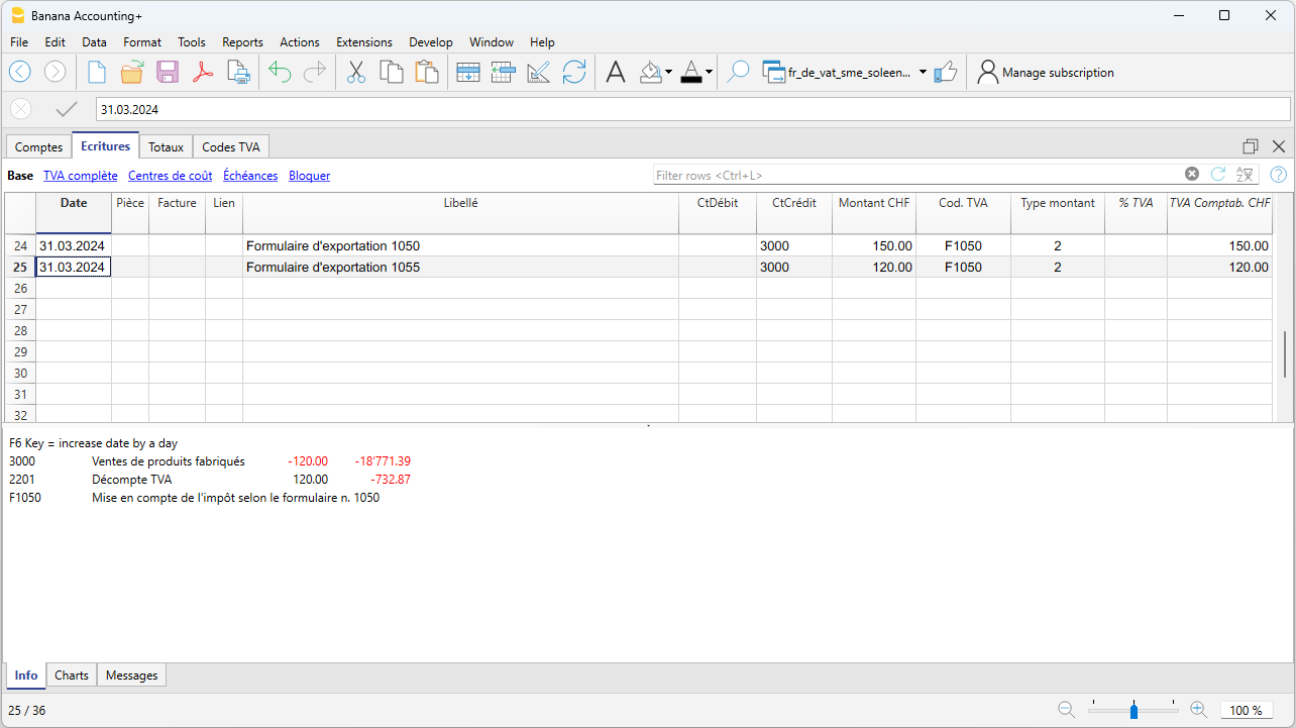 Banana Accounting+
File Edit Data Format Tools Reports Actions Extensions Develop Window Help
fr_de_vat_sme_soleen... Manage subscription
31.03.2024
Comptes Ecritures Totaux Codes TVA
Base TVA complète Centres de coût Échéances Bloquer Filter rows <Ctrl+L>
Date Pièce Facture Lien Libellé CtDébit CtCrédit Montant CHF Cod. TVA Type montant % TVA TVA Comptab. CHF
24 31.03.2024 Formulaire d'exportation 1050 3000 150.00 F1050 2 150.00
25 31.03.2024 Formulaire d'exportation 1055 3000 120.00 F1050 2 120.00
26
27
28
29
30
31
32
F6 Key = increase date by a day
3000 Ventes de produits fabriqués -120.00 -18'771.39
2201 Décompte TVA 120.00 -732.87
F1050 Mise en compte de l'impôt selon le formulaire n. 1050
Info Charts Messages
25 / 36 100 %